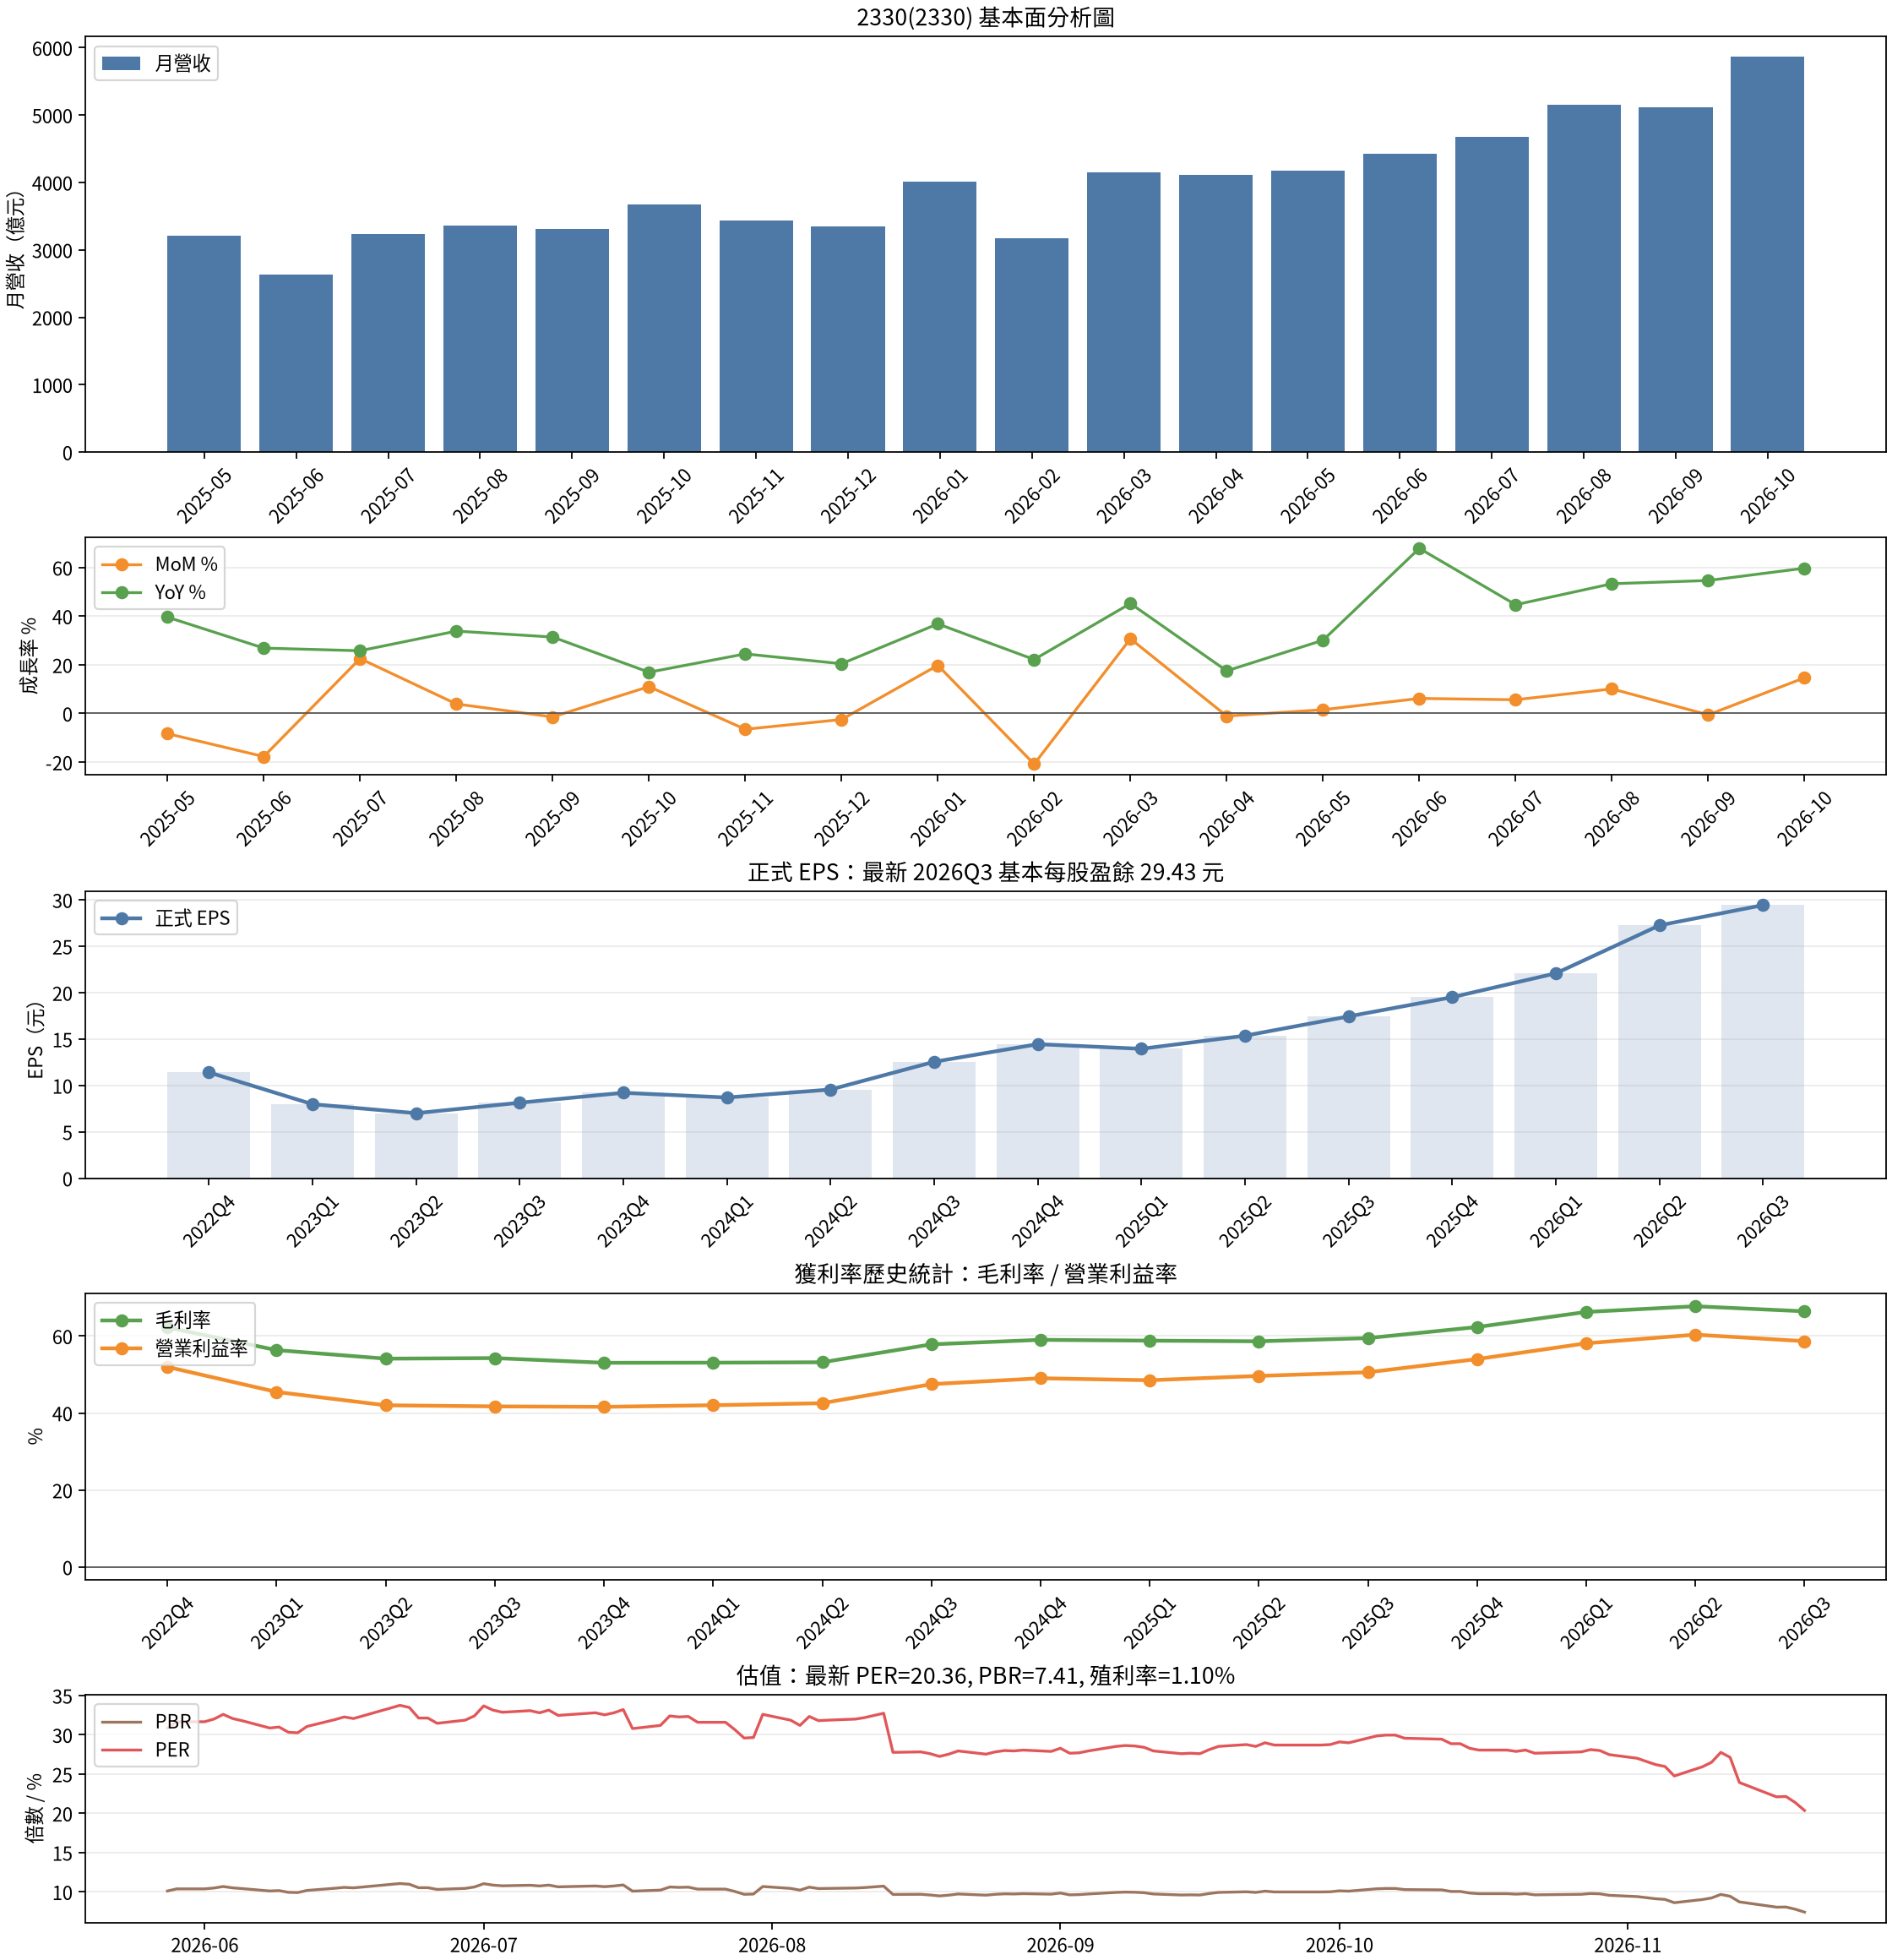 2330(2330) 基本面分析圖
月營收
月營收（億元）
6000
5000
4000
3000
2000
1000
0
2025-05
2025-06
2025-07
2025-08
2025-09
2025-10
2025-11
2025-12
2026-01
2026-02
2026-03
2026-04
2026-05
2026-06
2026-07
2026-08
2026-09
2026-10
MoM %
YoY %
成長率 %
60
40
20
0
-20
2025-05
2025-06
2025-07
2025-08
2025-09
2025-10
2025-11
2025-12
2026-01
2026-02
2026-03
2026-04
2026-05
2026-06
2026-07
2026-08
2026-09
2026-10
正式 EPS：最新 2026Q3 基本每股盈餘 29.43 元
正式 EPS
EPS（元）
30
25
20
15
10
5
0
2022Q4
2023Q1
2023Q2
2023Q3
2023Q4
2024Q1
2024Q2
2024Q3
2024Q4
2025Q1
2025Q2
2025Q3
2025Q4
2026Q1
2026Q2
2026Q3
獲利率歷史統計：毛利率 / 營業利益率
毛利率
營業利益率
%
60
40
20
0
2022Q4
2023Q1
2023Q2
2023Q3
2023Q4
2024Q1
2024Q2
2024Q3
2024Q4
2025Q1
2025Q2
2025Q3
2025Q4
2026Q1
2026Q2
2026Q3
估值：最新 PER=20.36, PBR=7.41, 殖利率=1.10%
PBR
PER
倍數 / %
35
30
25
20
15
10
2026-06
2026-07
2026-08
2026-09
2026-10
2026-11